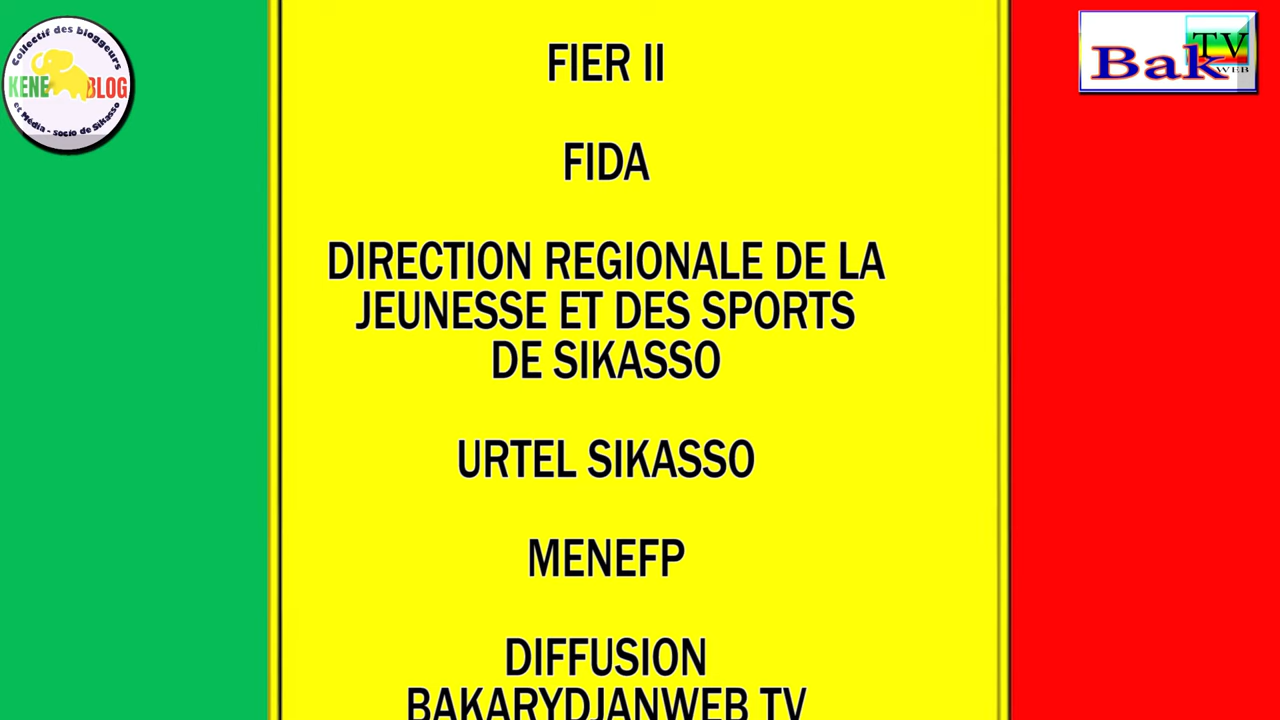 Collectif des bloggeurs
KENE BLOG
et Média - socio de Sikasso
Bak TV
WEB
FIER II
FIDA
DIRECTION REGIONALE DE LA
JEUNESSE ET DES SPORTS
DE SIKASSO
URTEL SIKASSO
MENEFP
DIFFUSION
BAKARYDJANWEB TV